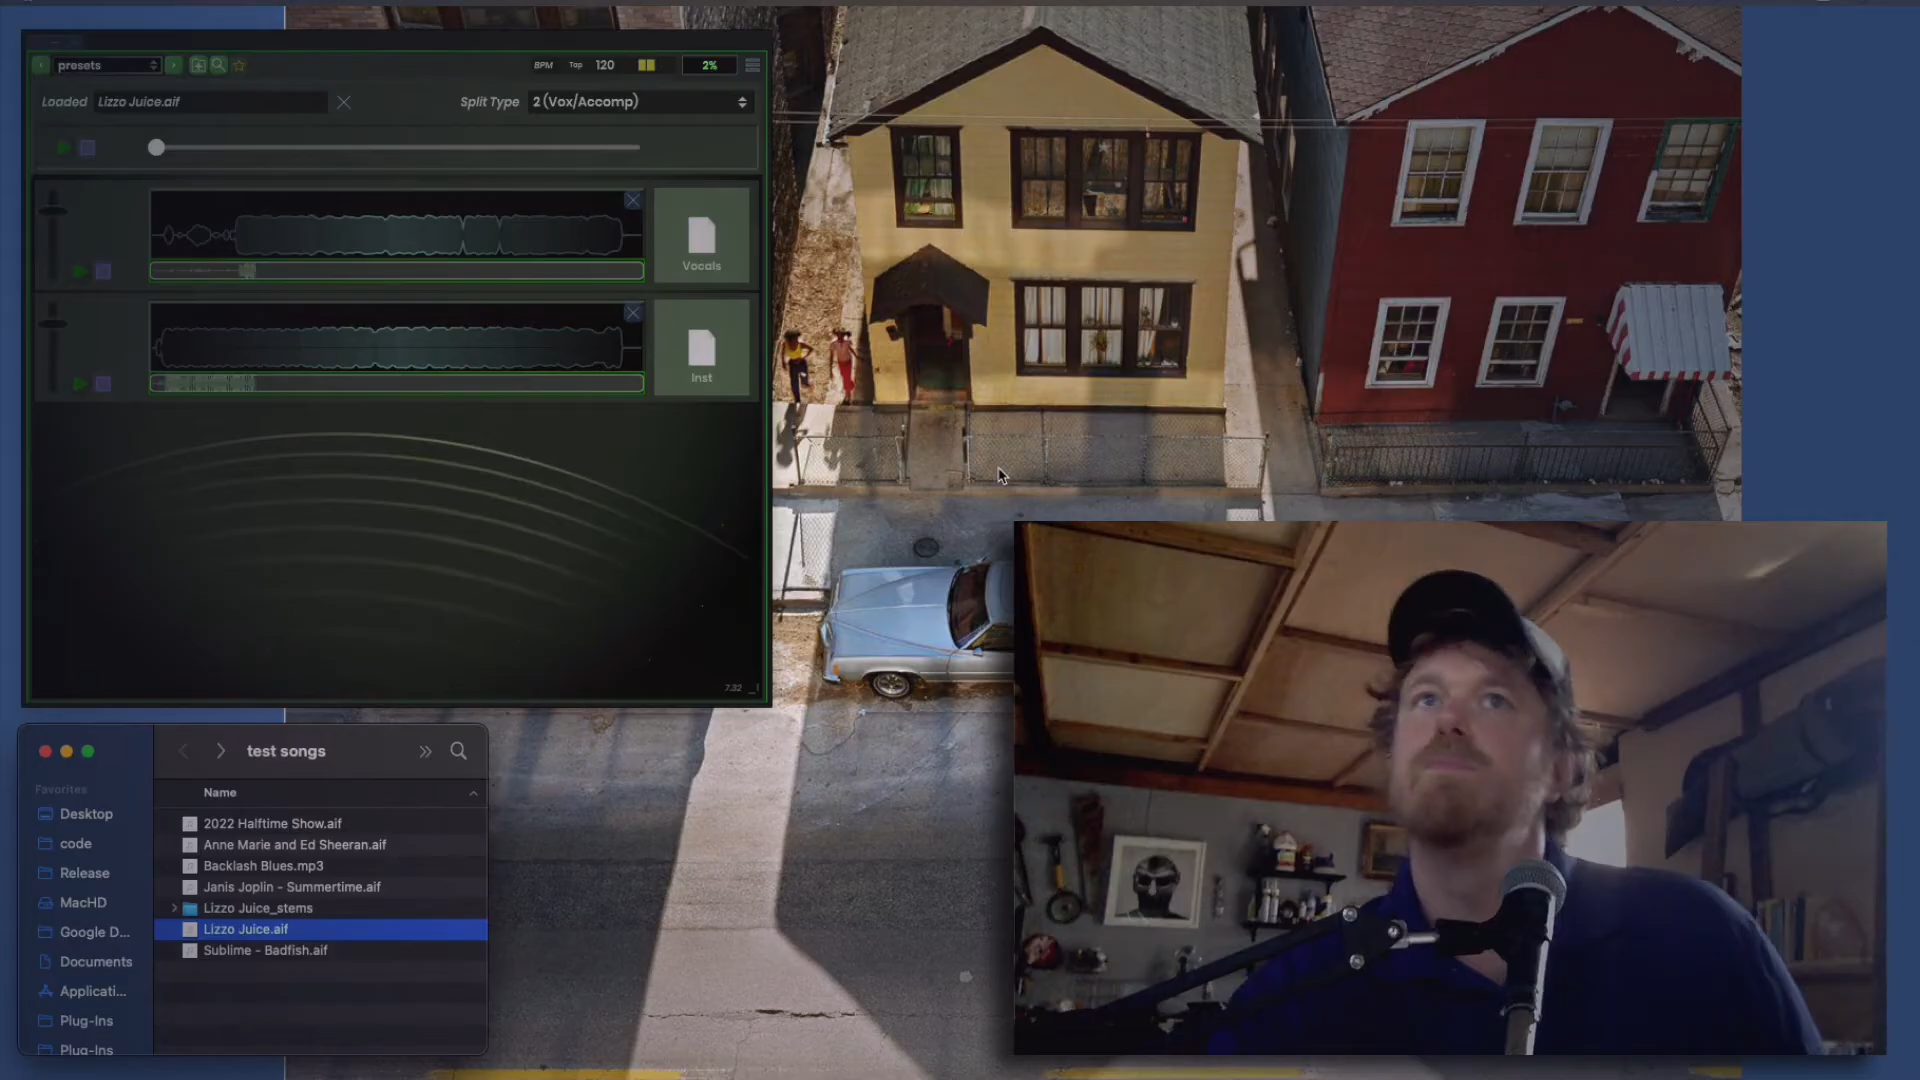 presets
BPM Tap 120 2%
Loaded Lizzo Juice.aif Split Type 2 (Vox/Accomp)
Vocals
Inst
7.32
test songs
Favorites
Desktop
code
Release
MacHD
Google D...
Documents
Applicati...
Plug-Ins
Plug-Ins
Name
2022 Halftime Show.aif
Anne Marie and Ed Sheeran.aif
Backlash Blues.mp3
Janis Joplin - Summertime.aif
Lizzo Juice_stems
Lizzo Juice.aif
Sublime - Badfish.aif